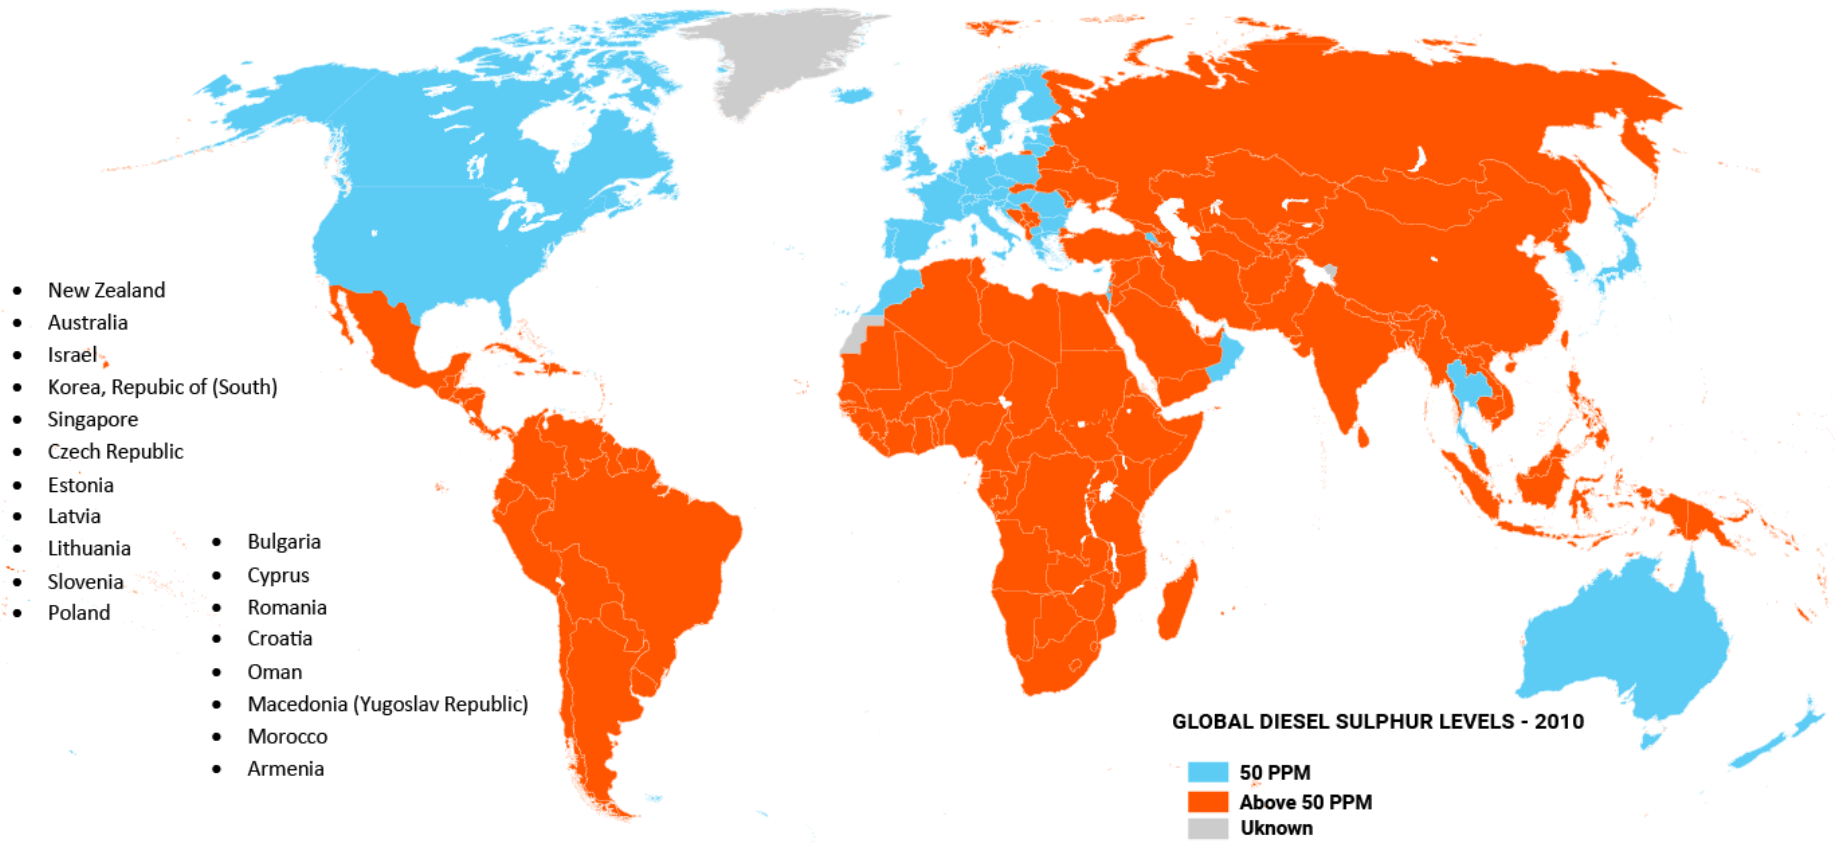 • New Zealand
• Australia
• Israel
• Korea, Repubic of (South)
• Singapore
• Czech Republic
• Estonia
• Latvia
• Lithuania
• Slovenia
• Poland
• Bulgaria
• Cyprus
• Romania
• Croatia
• Oman
• Macedonia (Yugoslav Republic)
• Morocco
• Armenia
GLOBAL DIESEL SULPHUR LEVELS - 2010
50 PPM
Above 50 PPM
Uknown